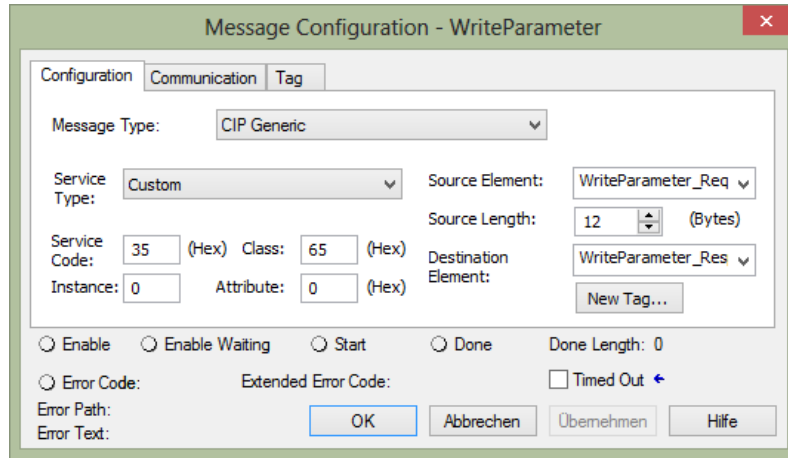 Message Configuration - WriteParameter
Configuration Communication Tag
Message Type: CIP Generic
Service Type: Custom
Source Element: WriteParameter_Req
Source Length: 12 (Bytes)
Service Code: 35 (Hex) Class: 65 (Hex)
Destination Element: WriteParameter_Res
Instance: 0 Attribute: 0 (Hex)
New Tag...
Enable Enable Waiting Start Done Done Length: 0
Error Code: Extended Error Code: Timed Out
Error Path:
Error Text:
OK Abbrechen Übernehmen Hilfe